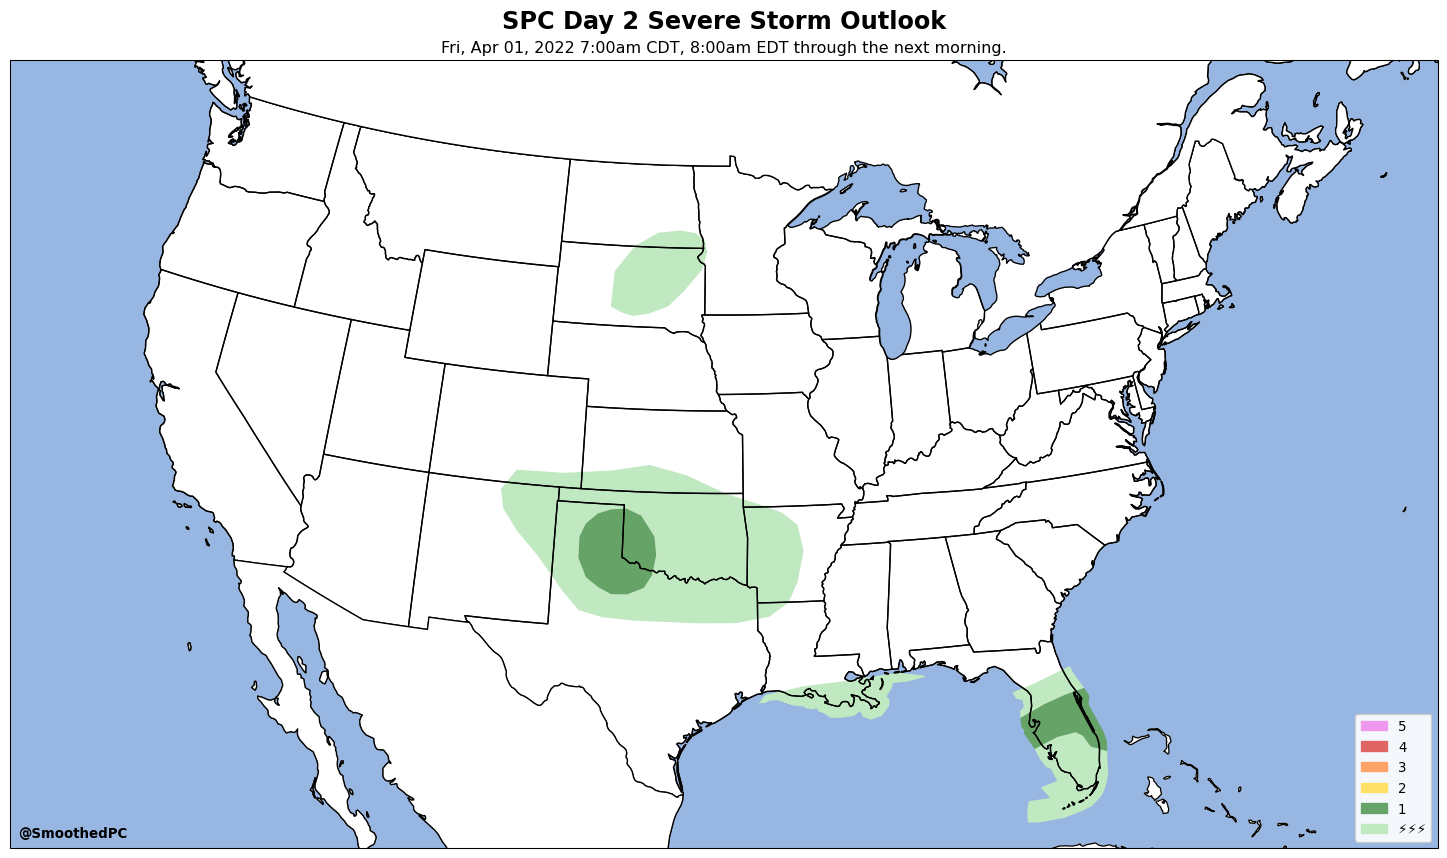 SPC Day 2 Severe Storm Outlook
Fri, Apr 01, 2022 7:00am CDT, 8:00am EDT through the next morning.
5
4
3
2
1
⚡⚡⚡
@SmoothedPC